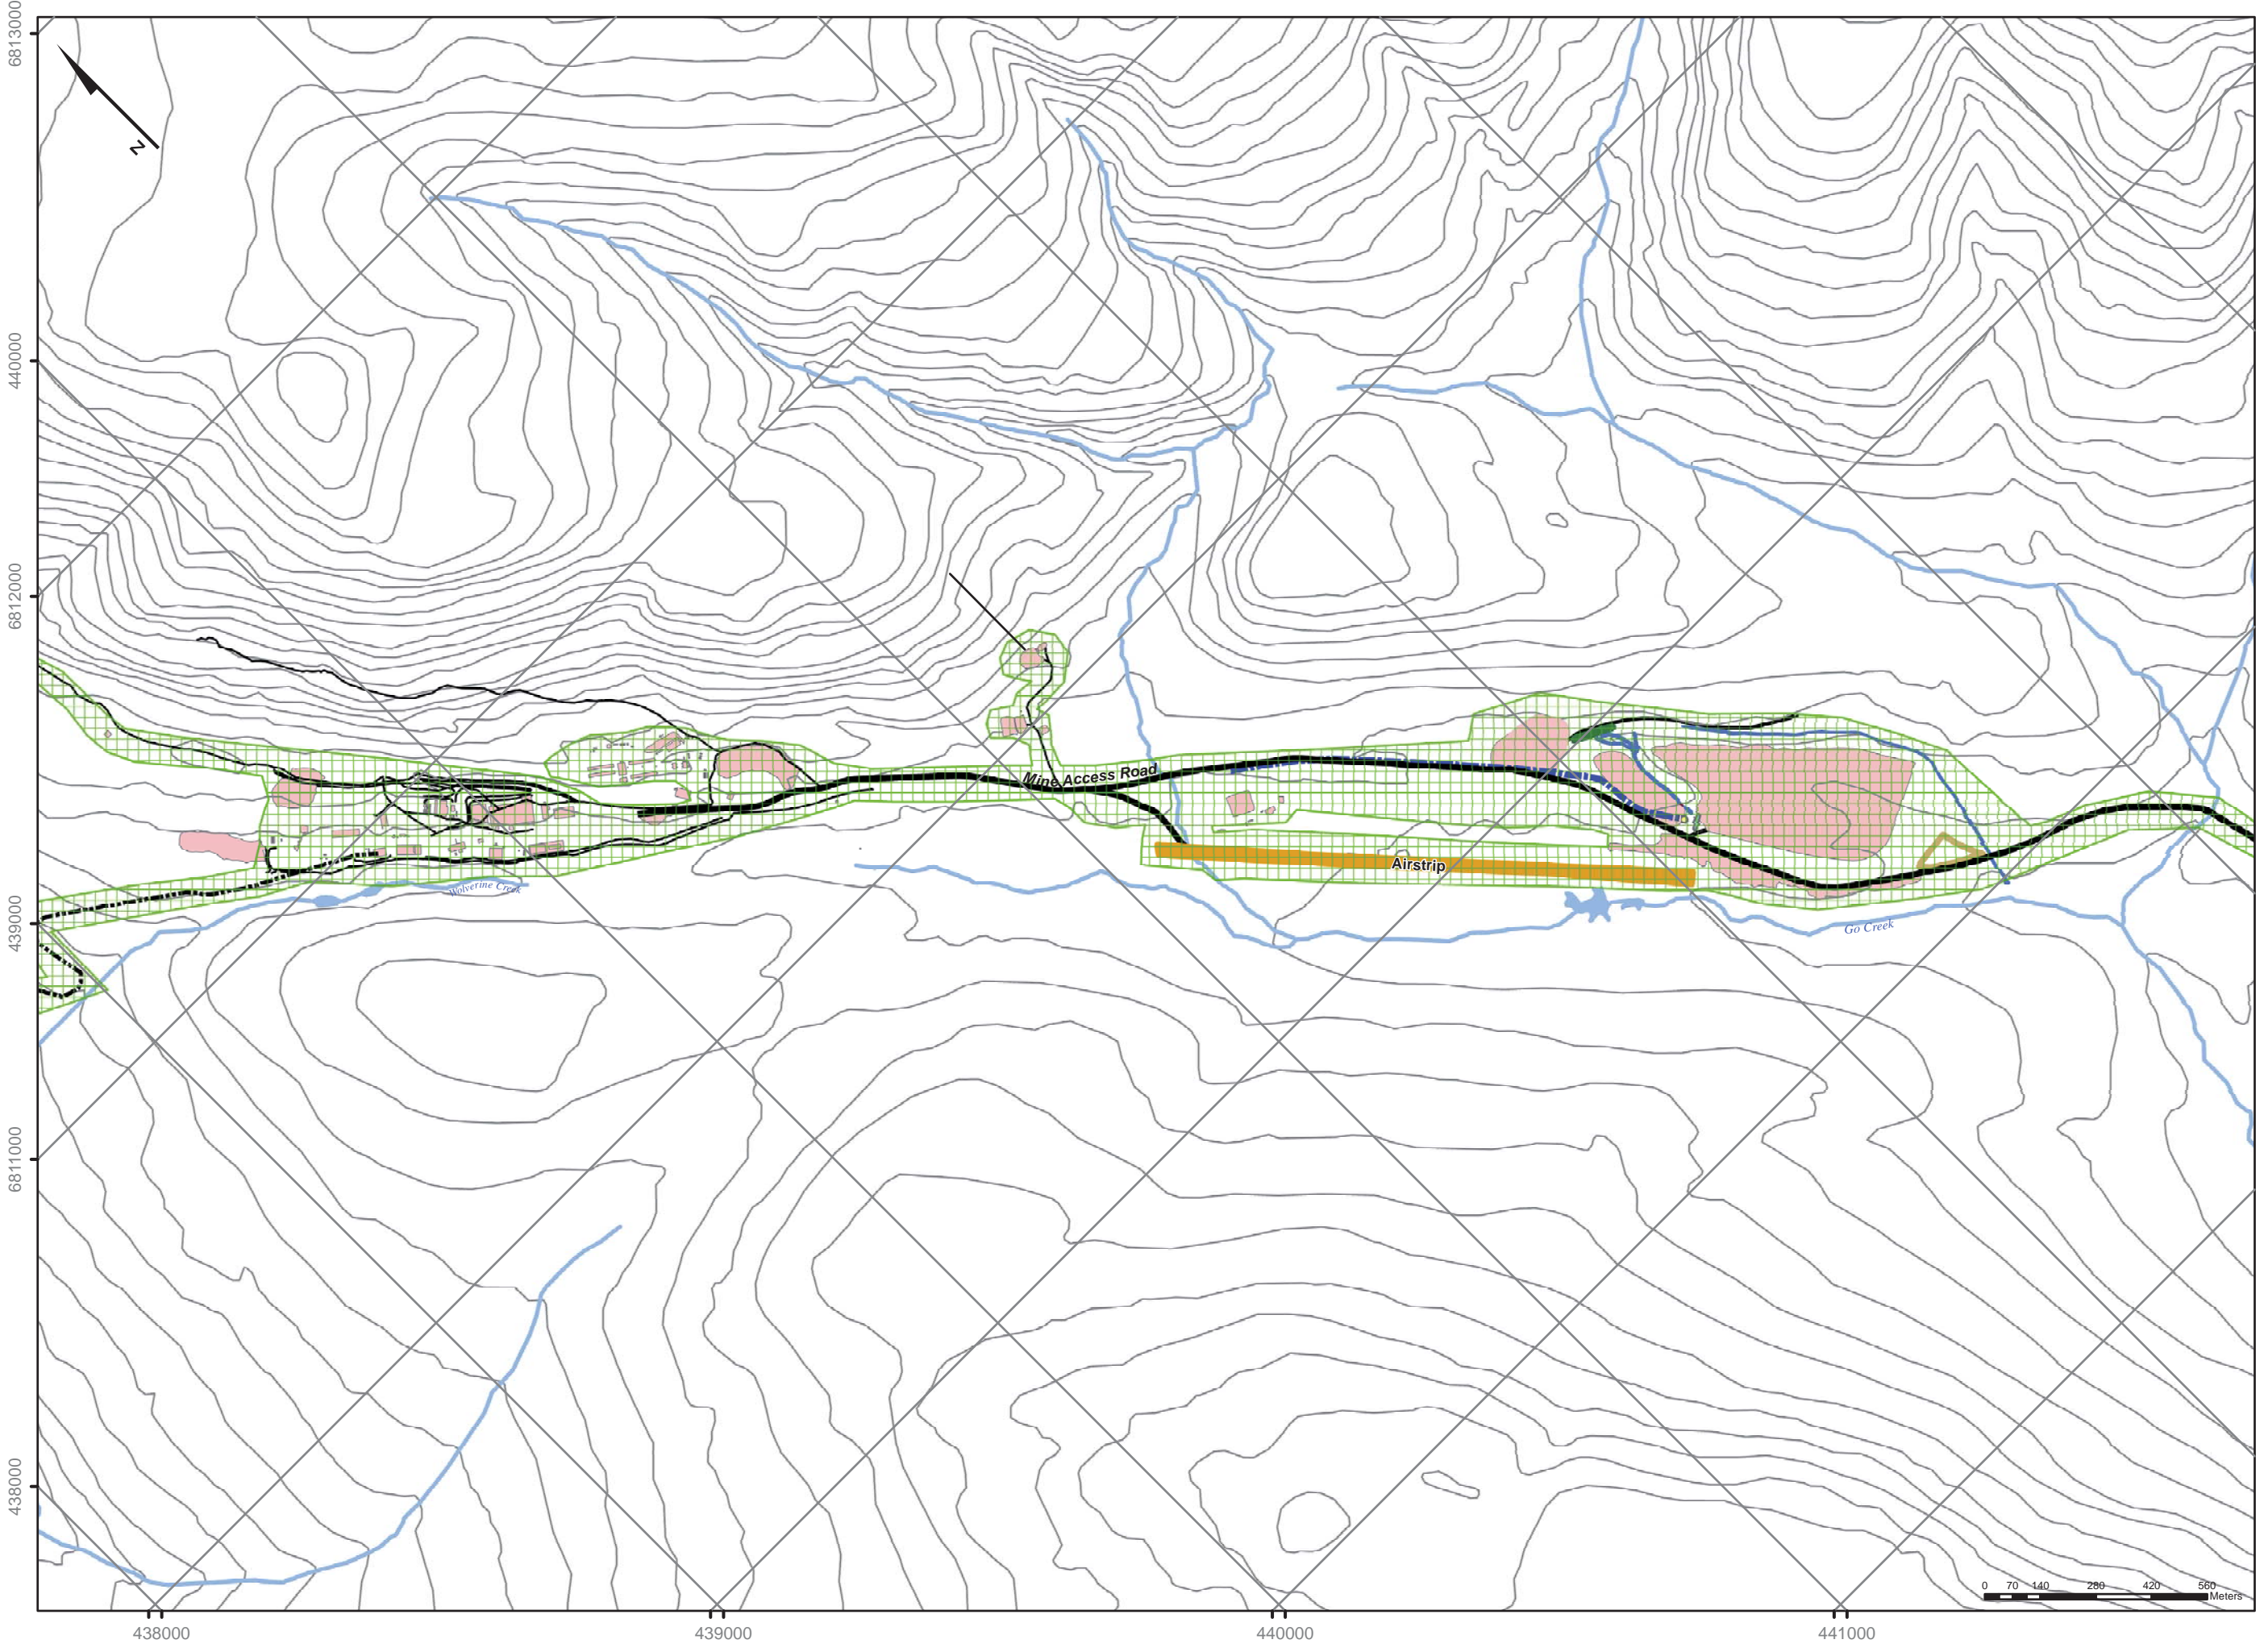 6813000
N
440000
6812000
Mine Access Road
Airstrip
Wolverine Creek
439000
Go Creek
6811000
438000
0 70 140 280 420 560
Meters
438000 439000 440000 441000